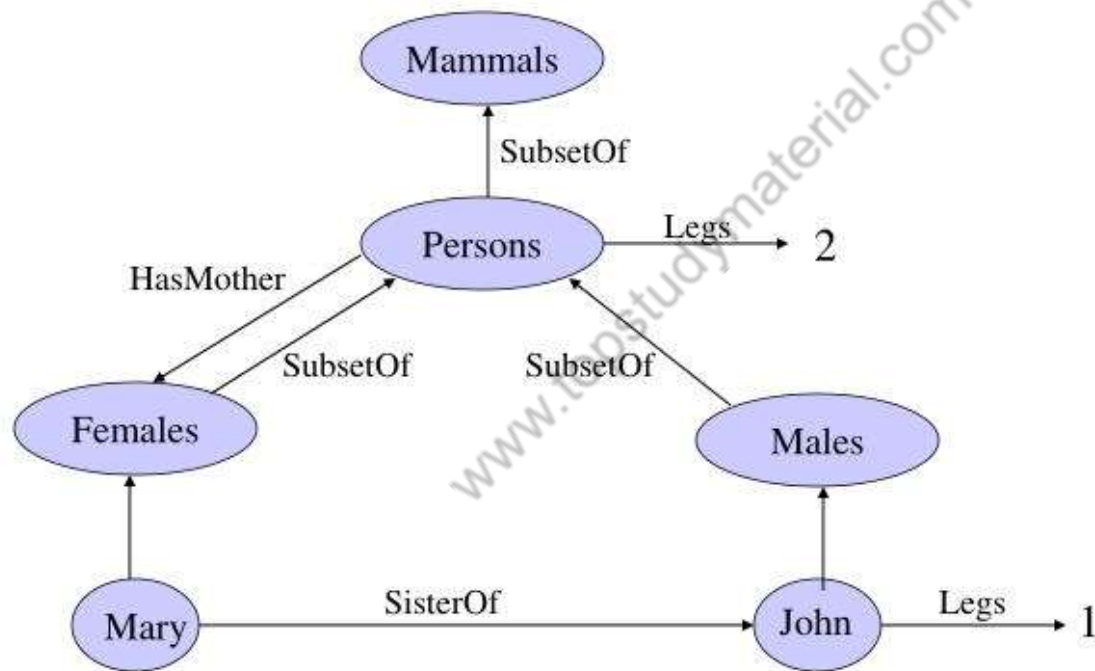 Mammals
SubsetOf
Persons
Legs
2
HasMother
SubsetOf
SubsetOf
Females
Males
Mary
SisterOf
John
Legs
1
www.topstudymaterial.com